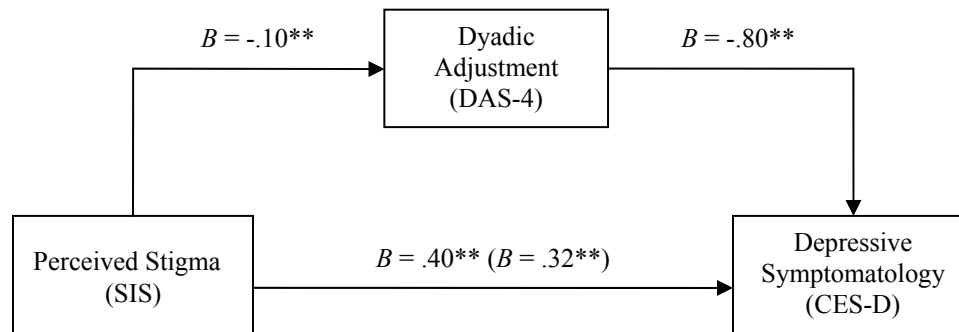 B = -.10**
Dyadic
Adjustment
(DAS-4)
B = -.80**
Perceived Stigma
(SIS)
B = .40** (B = .32**)
Depressive
Symptomatology
(CES-D)